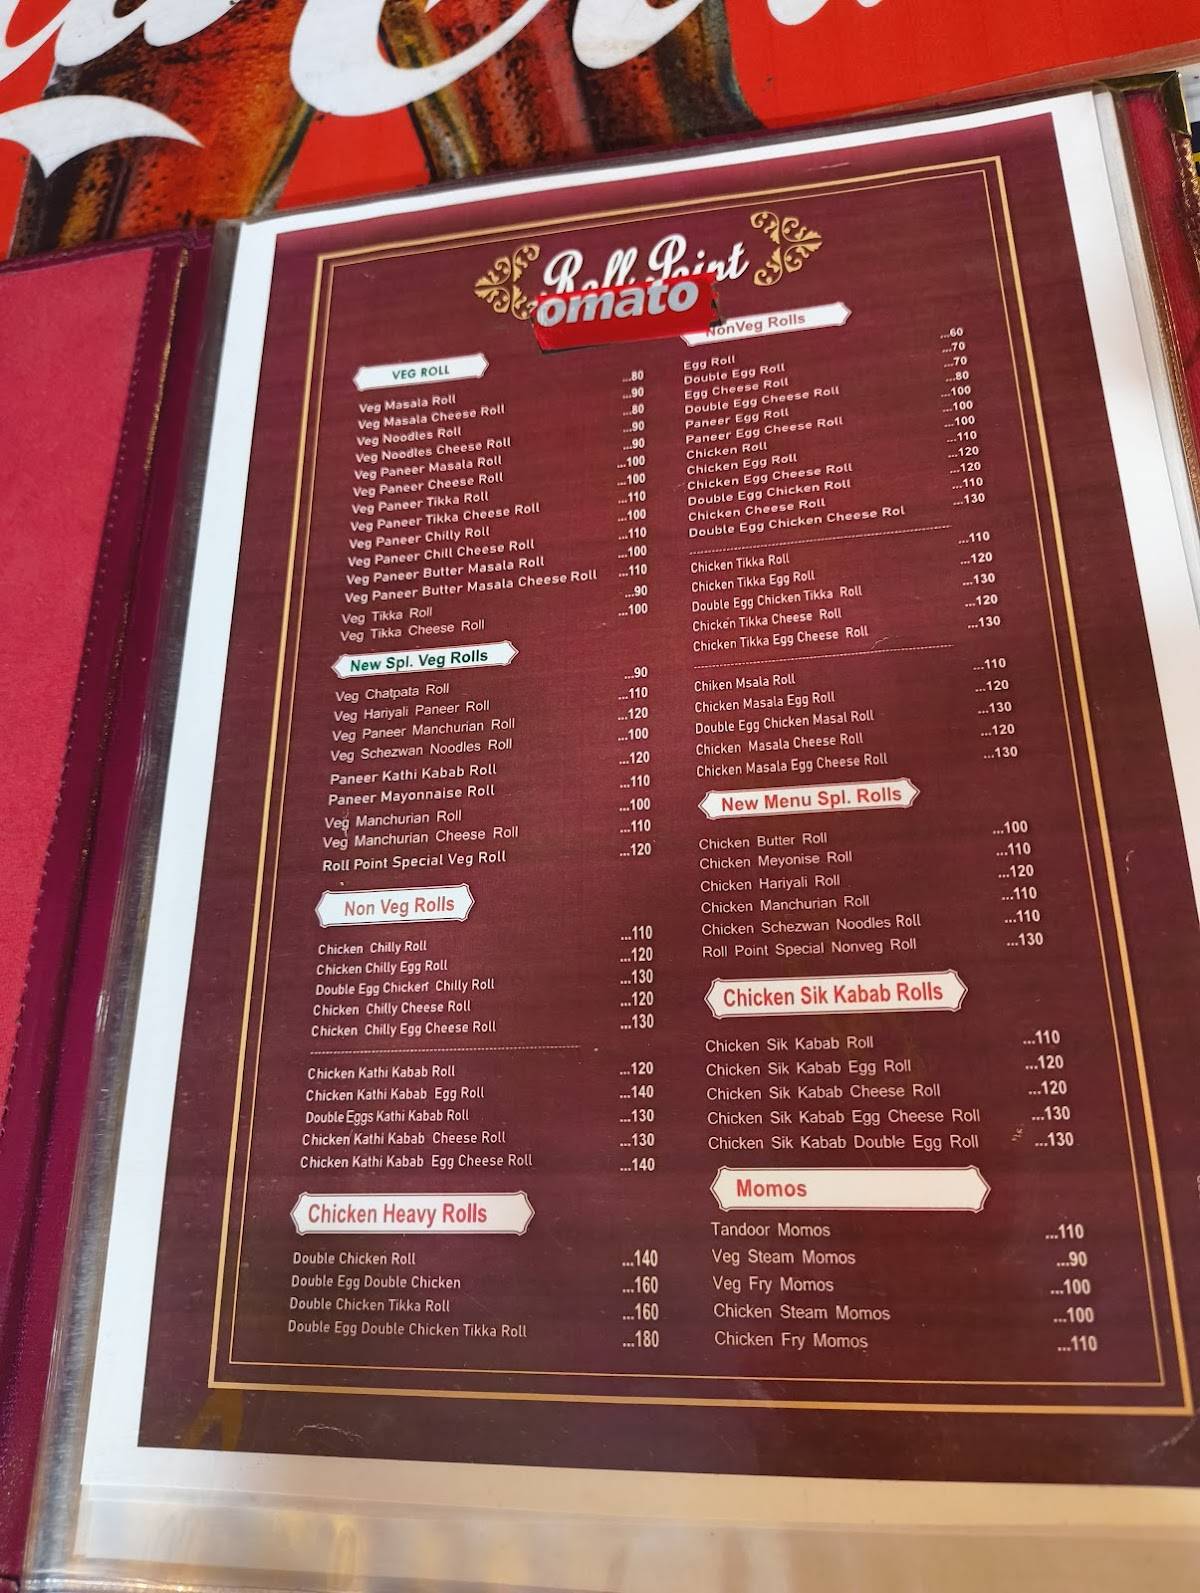 Roll Point
omato
VEG ROLL
Veg Masala Roll ...80
Veg Masala Cheese Roll ...90
Veg Noodles Roll ...80
Veg Noodles Cheese Roll ...90
Veg Paneer Masala Roll ...90
Veg Paneer Cheese Roll ...100
Veg Paneer Tikka Roll ...100
Veg Paneer Tikka Cheese Roll ...110
Veg Paneer Chilly Roll ...100
Veg Paneer Chill Cheese Roll ...110
Veg Paneer Butter Masala Roll ...100
Veg Paneer Butter Masala Cheese Roll ...110
Veg Tikka Roll ...90
Veg Tikka Cheese Roll ...100
New Spl. Veg Rolls
Veg Chatpata Roll ...90
Veg Hariyali Paneer Roll ...110
Veg Paneer Manchurian Roll ...120
Veg Schezwan Noodles Roll ...100
Paneer Kathi Kabab Roll ...120
Paneer Mayonnaise Roll ...110
Veg Manchurian Roll ...100
Veg Manchurian Cheese Roll ...110
Roll Point Special Veg Roll ...120
Non Veg Rolls
Chicken Chilly Roll ...110
Chicken Chilly Egg Roll ...120
Double Egg Chicken Chilly Roll ...130
Chicken Chilly Cheese Roll ...120
Chicken Chilly Egg Cheese Roll ...130
Chicken Kathi Kabab Roll ...120
Chicken Kathi Kabab Egg Roll ...140
Double Eggs Kathi Kabab Roll ...130
Chicken Kathi Kabab Cheese Roll ...130
Chicken Kathi Kabab Egg Cheese Roll ...140
Chicken Heavy Rolls
Double Chicken Roll ...140
Double Egg Double Chicken ...160
Double Chicken Tikka Roll ...160
Double Egg Double Chicken Tikka Roll ...180
NonVeg Rolls
Egg Roll ...60
Double Egg Roll ...70
Egg Cheese Roll ...70
Double Egg Cheese Roll ...80
Paneer Egg Roll ...100
Paneer Egg Cheese Roll ...100
Chicken Roll ...100
Chicken Egg Roll ...110
Chicken Egg Cheese Roll ...120
Double Egg Chicken Roll ...120
Chicken Cheese Roll ...110
Double Egg Chicken Cheese Rol ...130
Chicken Tikka Roll ...110
Chicken Tikka Egg Roll ...120
Double Egg Chicken Tikka Roll ...130
Chicken Tikka Cheese Roll ...120
Chicken Tikka Egg Cheese Roll ...130
Chiken Msala Roll ...110
Chicken Masala Egg Roll ...120
Double Egg Chicken Masal Roll ...130
Chicken Masala Cheese Roll ...120
Chicken Masala Egg Cheese Roll ...130
New Menu Spl. Rolls
Chicken Butter Roll ...100
Chicken Meyonise Roll ...110
Chicken Hariyali Roll ...120
Chicken Manchurian Roll ...110
Chicken Schezwan Noodles Roll ...110
Roll Point Special Nonveg Roll ...130
Chicken Sik Kabab Rolls
Chicken Sik Kabab Roll ...110
Chicken Sik Kabab Egg Roll ...120
Chicken Sik Kabab Cheese Roll ...120
Chicken Sik Kabab Egg Cheese Roll ...130
Chicken Sik Kabab Double Egg Roll ...130
Momos
Tandoor Momos ...110
Veg Steam Momos ...90
Veg Fry Momos ...100
Chicken Steam Momos ...100
Chicken Fry Momos ...110